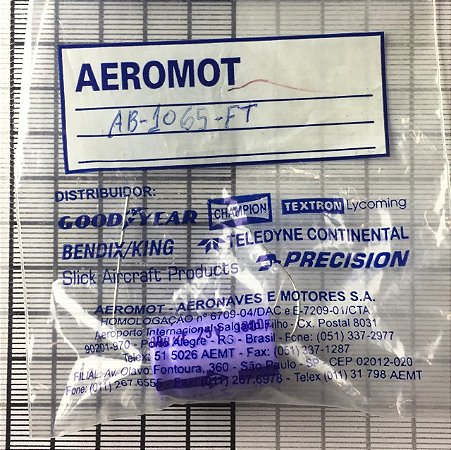 AEROMOT
AB-1065-FT
DISTRIBUIDOR:
GOODYEAR CHAMPION TEXTRON Lycoming
BENDIX/KING TELEDYNE CONTINENTAL
Slick Aircraft Products PRECISION
AEROMOT - AERONAVES E MOTORES S.A.
HOMOLOGAÇÃO nº 6709-04/DAC e E-7209-01/CTA
Aeroporto Internacional Salgado Filho - Cx. Postal 8031
90201-970 - Porto Alegre - RS - Brasil - Fone: (051) 337-2977
Telex: 51 5026 AEMT - Fax: (051) 337-1287
FILIAL: Av. Olavo Fontoura, 360 - São Paulo - SP - CEP 02012-020
Fone: (011) 267.6555 - Fax: (011) 267.6978 - Telex (011) 31 798 AEMT